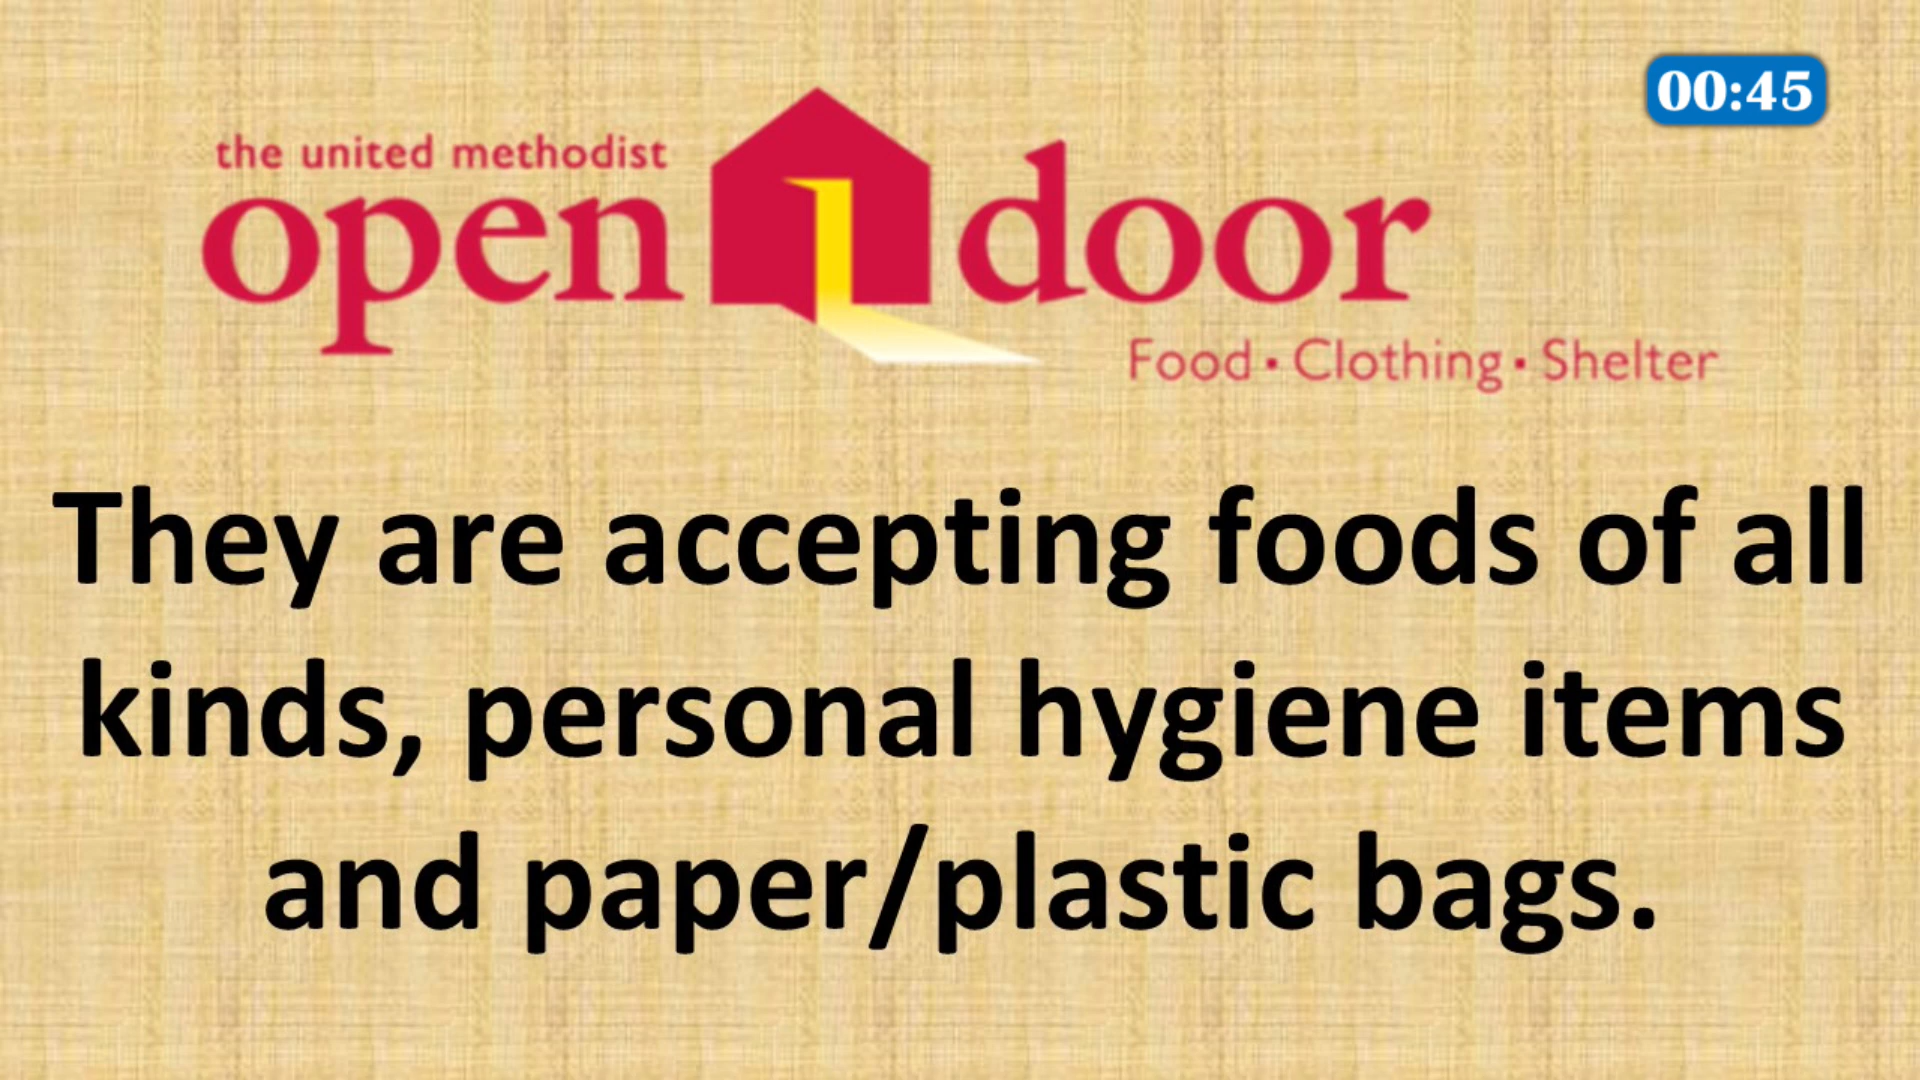 00:45
the united methodist
open door
Food • Clothing • Shelter
They are accepting foods of all
kinds, personal hygiene items
and paper/plastic bags.